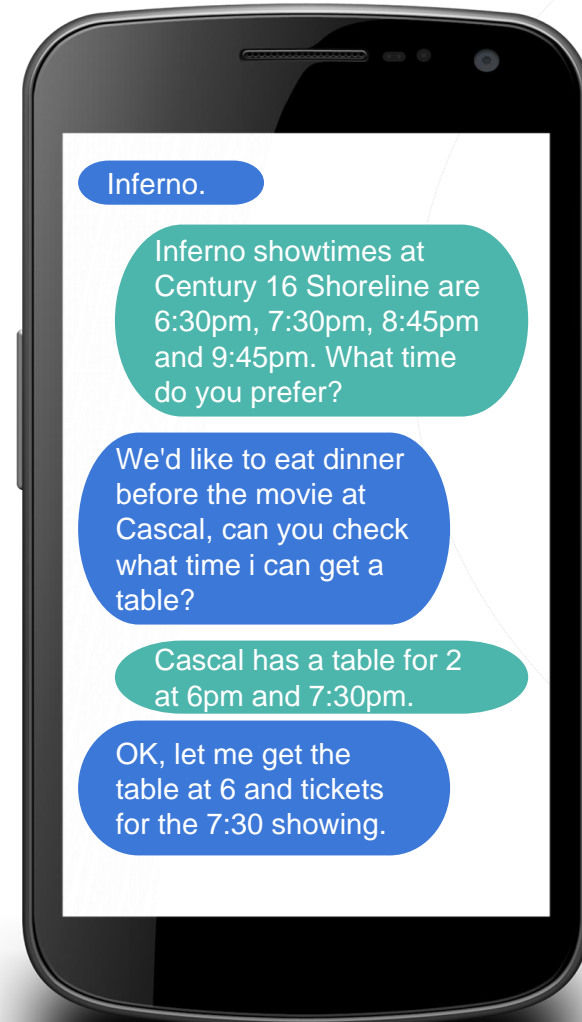 Inferno.
Inferno showtimes at
Century 16 Shoreline are
6:30pm, 7:30pm, 8:45pm
and 9:45pm. What time
do you prefer?
We'd like to eat dinner
before the movie at
Cascal, can you check
what time i can get a
table?
Cascal has a table for 2
at 6pm and 7:30pm.
OK, let me get the
table at 6 and tickets
for the 7:30 showing.